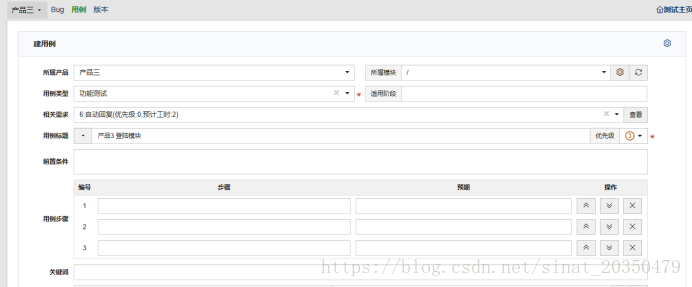 产品三 Bug 用例 版本 测试主页
建用例
所属产品 产品三 所属模块 /
用例类型 功能测试 * 适用阶段
相关需求 6:自动回复(优先级:0,预计工时:2) 查看
用例标题 产品3 登陆模块 优先级 3 *
前置条件
编号 步骤 预期 操作
用例步骤
1
2
3
关键词
https://blog.csdn.net/sinat_20350479